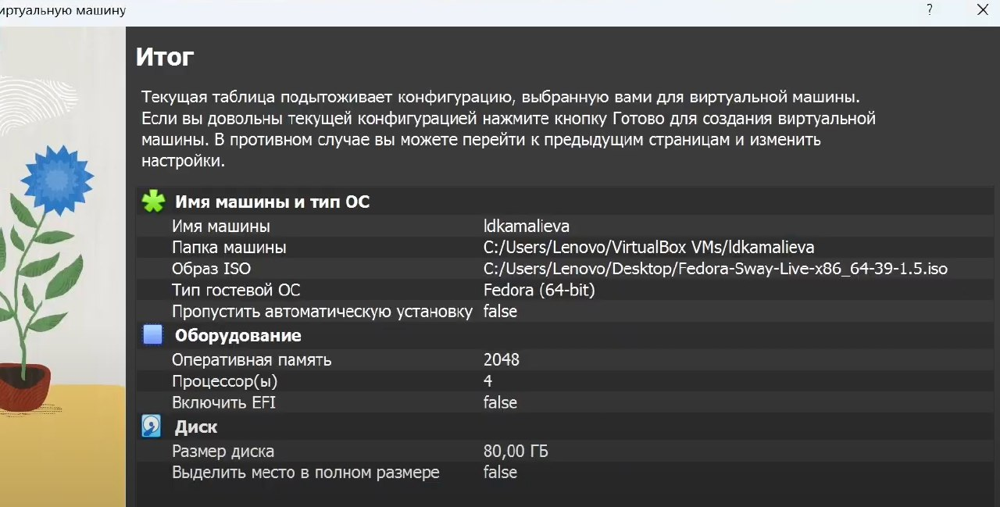 иртуальную машину ?
Итог
Текущая таблица подытоживает конфигурацию, выбранную вами для виртуальной машины.
Если вы довольны текущей конфигурацией нажмите кнопку Готово для создания виртуальной
машины. В противном случае вы можете перейти к предыдущим страницам и изменить
настройки.
Имя машины и тип ОС
Имя машины ldkamalieva
Папка машины C:/Users/Lenovo/VirtualBox VMs/ldkamalieva
Образ ISO C:/Users/Lenovo/Desktop/Fedora-Sway-Live-x86_64-39-1.5.iso
Тип гостевой ОС Fedora (64-bit)
Пропустить автоматическую установку false
Оборудование
Оперативная память 2048
Процессор(ы) 4
Включить EFI false
Диск
Размер диска 80,00 ГБ
Выделить место в полном размере false